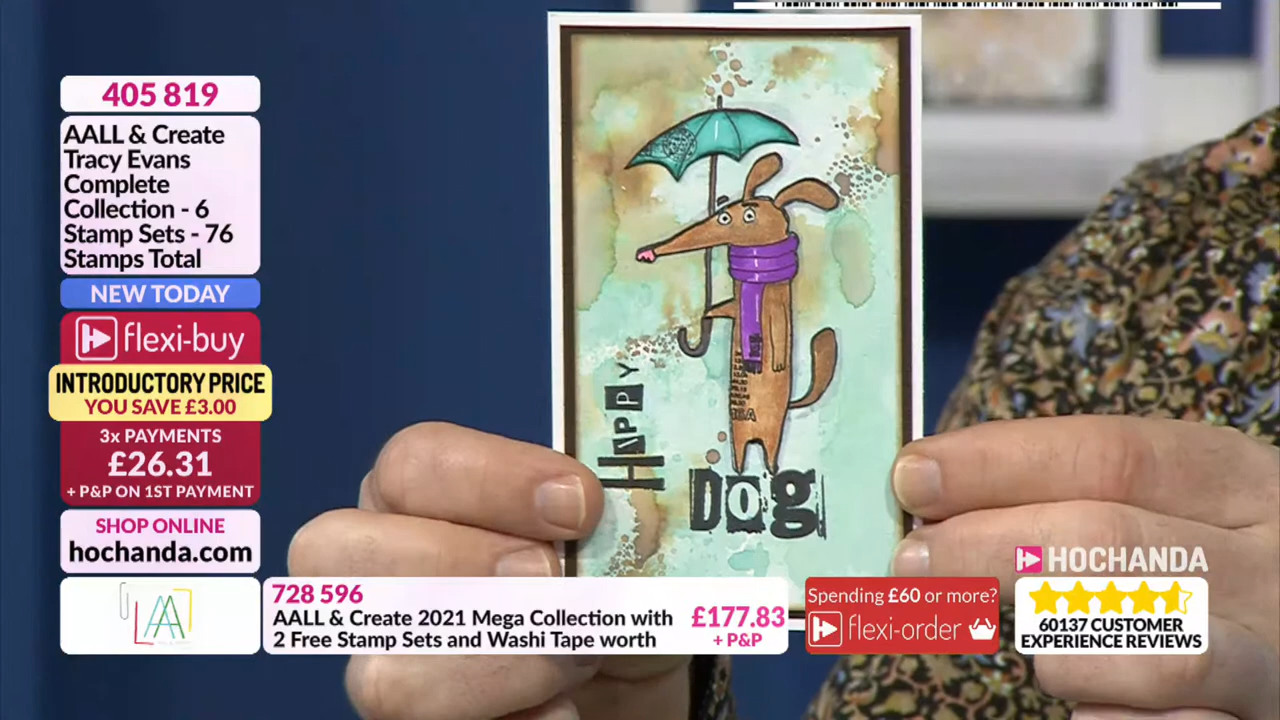 405 819
AALL & Create
Tracy Evans
Complete
Collection - 6
Stamp Sets - 76
Stamps Total
NEW TODAY
flexi-buy
INTRODUCTORY PRICE
YOU SAVE £3.00
3x PAYMENTS
£26.31
+ P&P ON 1ST PAYMENT
SHOP ONLINE
hochanda.com
HAPPY
Dog
LAA
728 596
AALL & Create 2021 Mega Collection with
2 Free Stamp Sets and Washi Tape worth
£177.83
+ P&P
Spending £60 or more?
flexi-order
HOCHANDA
60137 CUSTOMER
EXPERIENCE REVIEWS